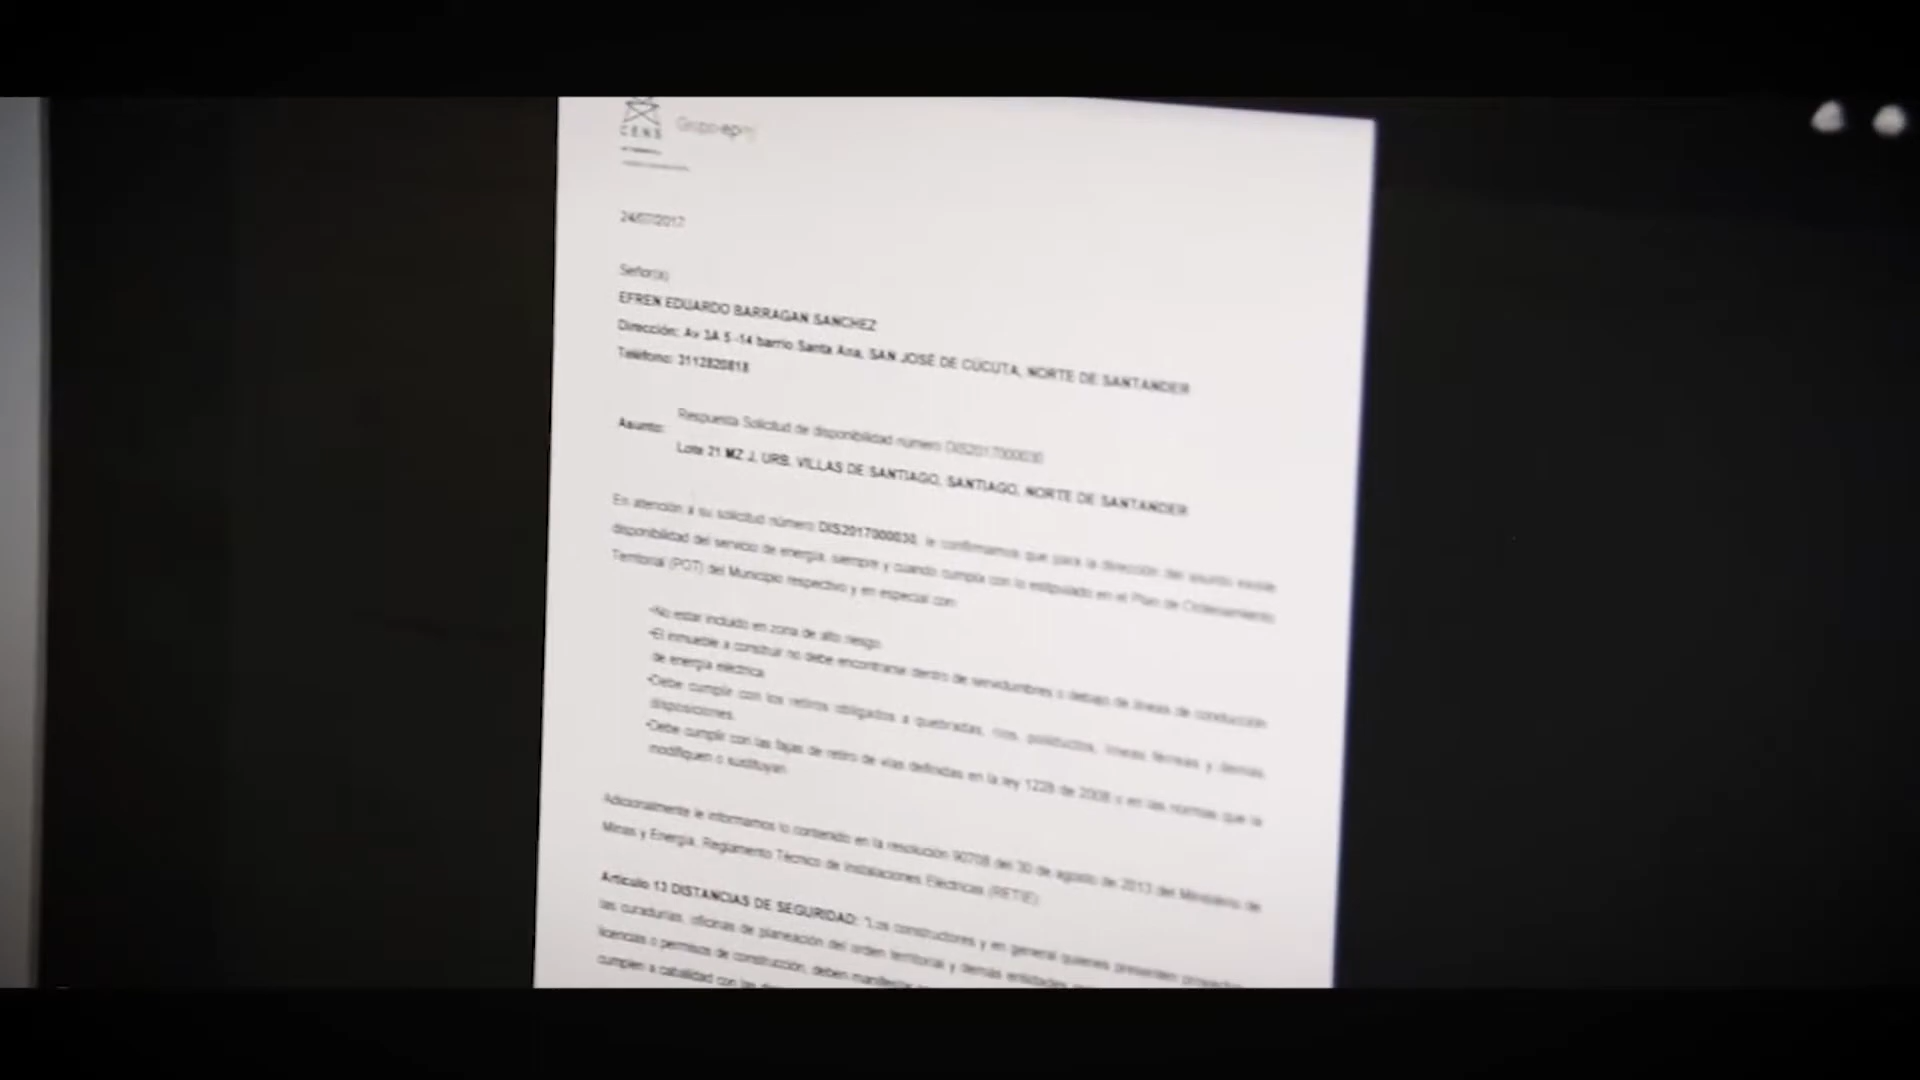 CENS Grupo·epm
24/07/2017
Señor(a)
EFREN EDUARDO BARRAGAN SANCHEZ
Dirección: Av 3A 5 -14 barrio Santa Ana, SAN JOSÉ DE CÚCUTA, NORTE DE SANTANDER
Teléfono: 3112820818
Respuesta Solicitud de disponibilidad número DIS2017000030
Asunto:
Lote 21 MZ J, URB. VILLAS DE SANTIAGO, SANTIAGO, NORTE DE SANTANDER
En atención a su solicitud número DIS2017000030, le confirmamos que para la dirección del asunto existe
disponibilidad del servicio de energía, siempre y cuando cumpla con lo estipulado en el Plan de Ordenamiento
Territorial (POT) del Municipio respectivo y en especial con:
•No estar incluido en zona de alto riesgo.
•El inmueble a construir no debe encontrarse dentro de servidumbres o debajo de líneas de conducción
de energía eléctrica.
•Debe cumplir con los retiros obligados a quebradas, ríos, poliductos, líneas férreas y demás
disposiciones.
•Debe cumplir con las fajas de retiro de vías definidas en la ley 1228 de 2008 o en las normas que la
modifiquen o sustituyan.
Adicionalmente le informamos lo contenido en la resolución 90708 del 30 de agosto de 2013 del Ministerio de
Minas y Energía, Reglamento Técnico de Instalaciones Eléctricas (RETIE):
Artículo 13 DISTANCIAS DE SEGURIDAD: "Los constructores y en general quienes presenten proyectos
las curadurías, oficinas de planeación del orden territorial y demás entidades
licencias o permisos de construcción, deben manifestar
cumplen a cabalidad con las